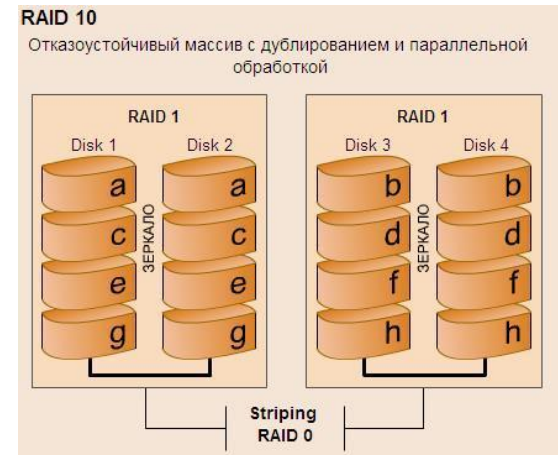 RAID 10
Отказоустойчивый массив с дублированием и параллельной
обработкой
RAID 1
Disk 1 Disk 2
a a
c c
e e
g g
ЗЕРКАЛО
RAID 1
Disk 3 Disk 4
b b
d d
f f
h h
ЗЕРКАЛО
Striping
RAID 0